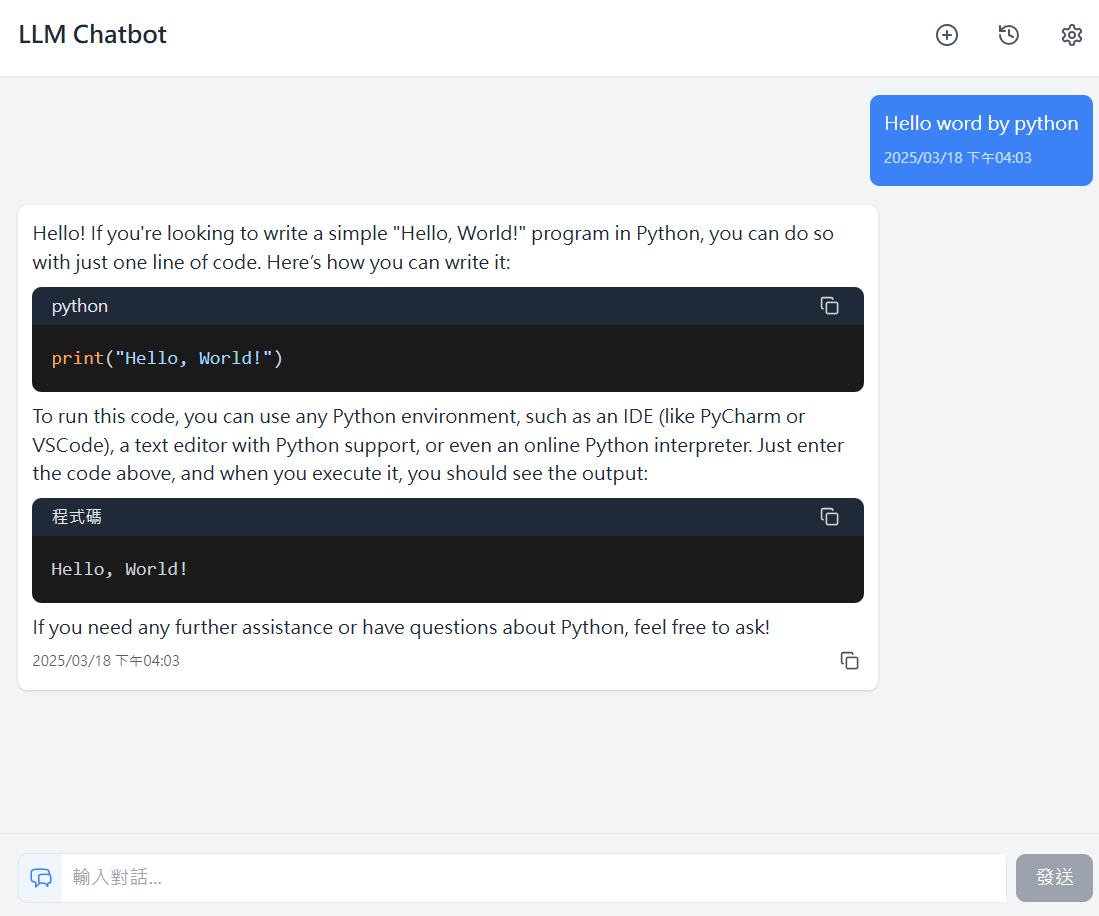 LLM Chatbot
Hello word by python
2025/03/18 下午04:03
Hello! If you're looking to write a simple "Hello, World!" program in Python, you can do so
with just one line of code. Here’s how you can write it:
python
print("Hello, World!")
To run this code, you can use any Python environment, such as an IDE (like PyCharm or
VSCode), a text editor with Python support, or even an online Python interpreter. Just enter
the code above, and when you execute it, you should see the output:
程式碼
Hello, World!
If you need any further assistance or have questions about Python, feel free to ask!
2025/03/18 下午04:03
輸入對話...
發送